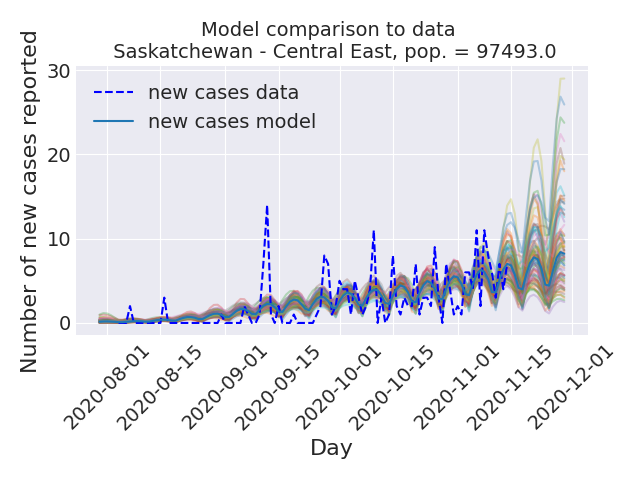 Model comparison to data
Saskatchewan - Central East, pop. = 97493.0
Number of new cases reported
30
20
10
0
new cases data
new cases model
2020-08-01
2020-08-15
2020-09-01
2020-09-15
2020-10-01
2020-10-15
2020-11-01
2020-11-15
2020-12-01
Day